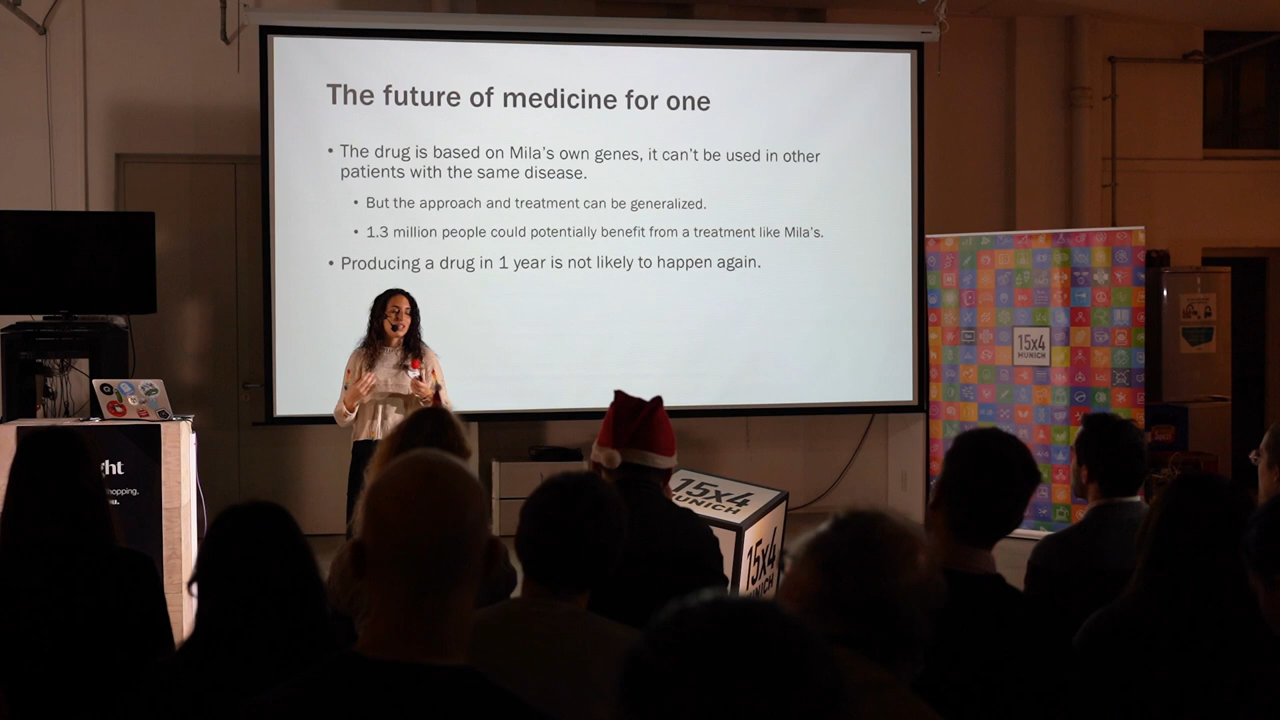 The future of medicine for one
• The drug is based on Mila's own genes, it can't be used in other
patients with the same disease.
• But the approach and treatment can be generalized.
• 1.3 million people could potentially benefit from a treatment like Mila's.
• Producing a drug in 1 year is not likely to happen again.
15x4
MUNICH
15x4
MUNICH
15x4
MUNICH